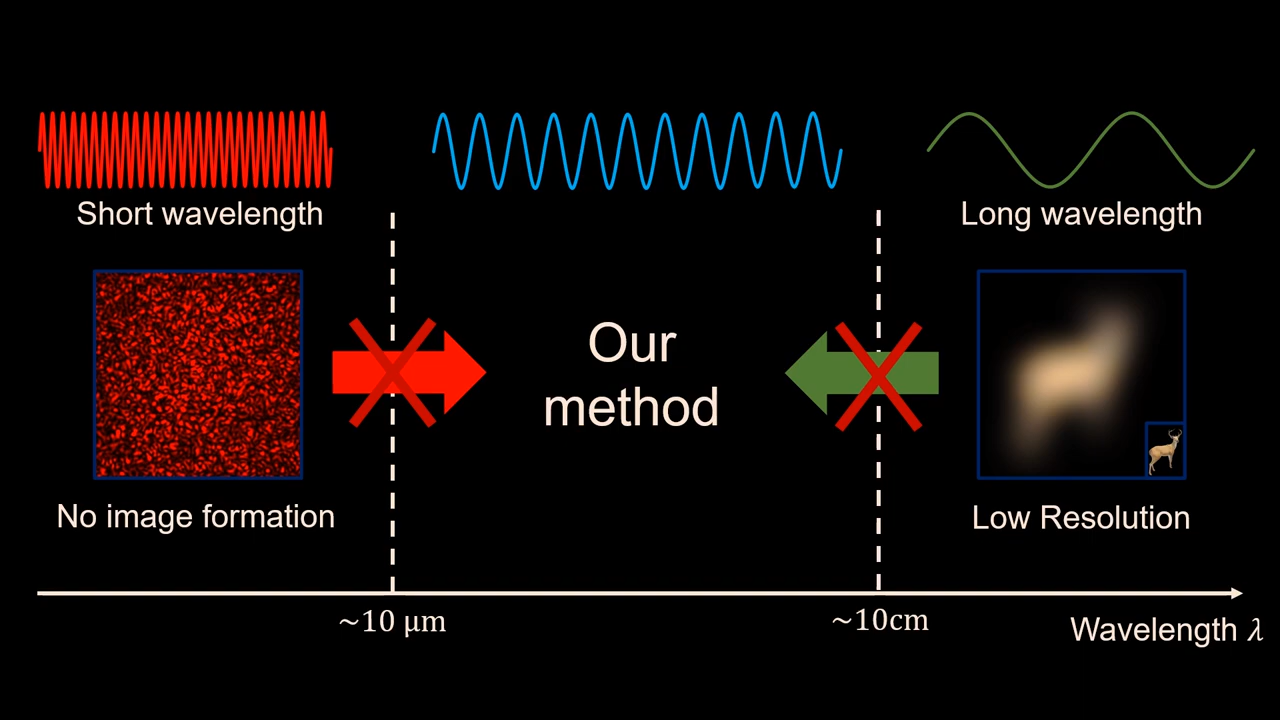 Short wavelength
Long wavelength
Our
method
No image formation
Low Resolution
~10 μm
~10cm
Wavelength λ